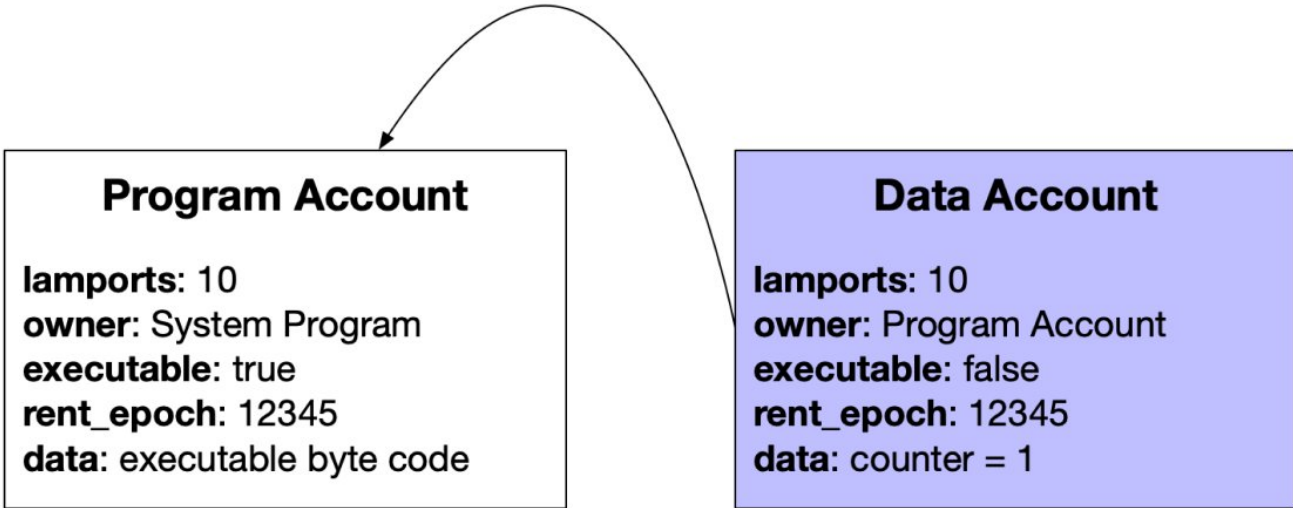 Program Account
lamports: 10
owner: System Program
executable: true
rent_epoch: 12345
data: executable byte code
Data Account
lamports: 10
owner: Program Account
executable: false
rent_epoch: 12345
data: counter = 1